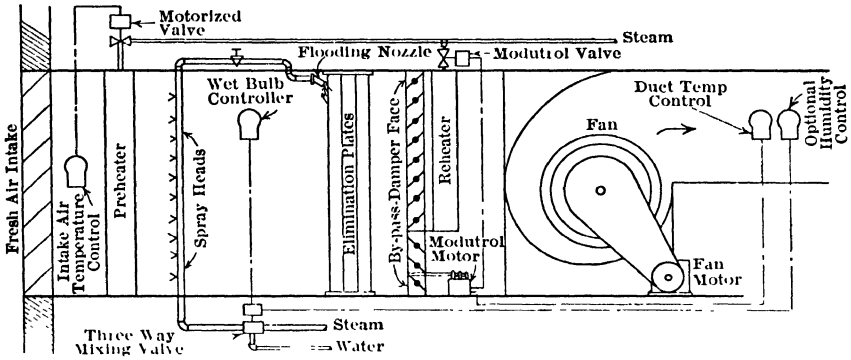 Motorized
Valve
Steam
Flooding Nozzle
Modutrol Valve
Wet Bulb
Controller
Duct Temp
Control
Optional
Humidity
Control
Fan
Fresh Air Intake
Intake Air
Temperature
Control
Preheater
Spray Heads
Elimination Plates
By-pass-Damper Face
Reheater
Modutrol
Motor
Fan
Motor
Three Way
Mixing Valve
Steam
Water